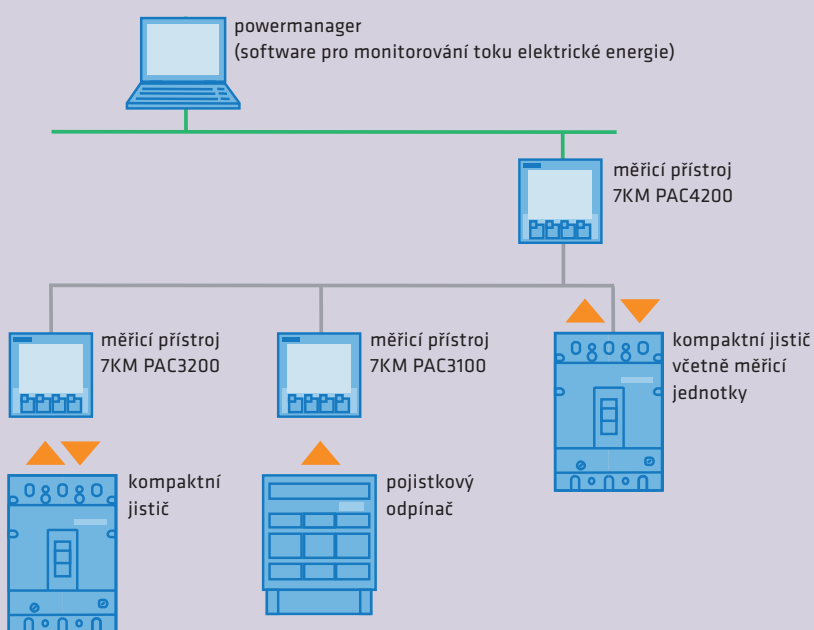 powermanager
(software pro monitorování toku elektrické energie)
měřicí přístroj
7KM PAC4200
měřicí přístroj
7KM PAC3200
měřicí přístroj
7KM PAC3100
kompaktní jistič
včetně měřicí
jednotky
kompaktní
jistič
pojistkový
odpínač